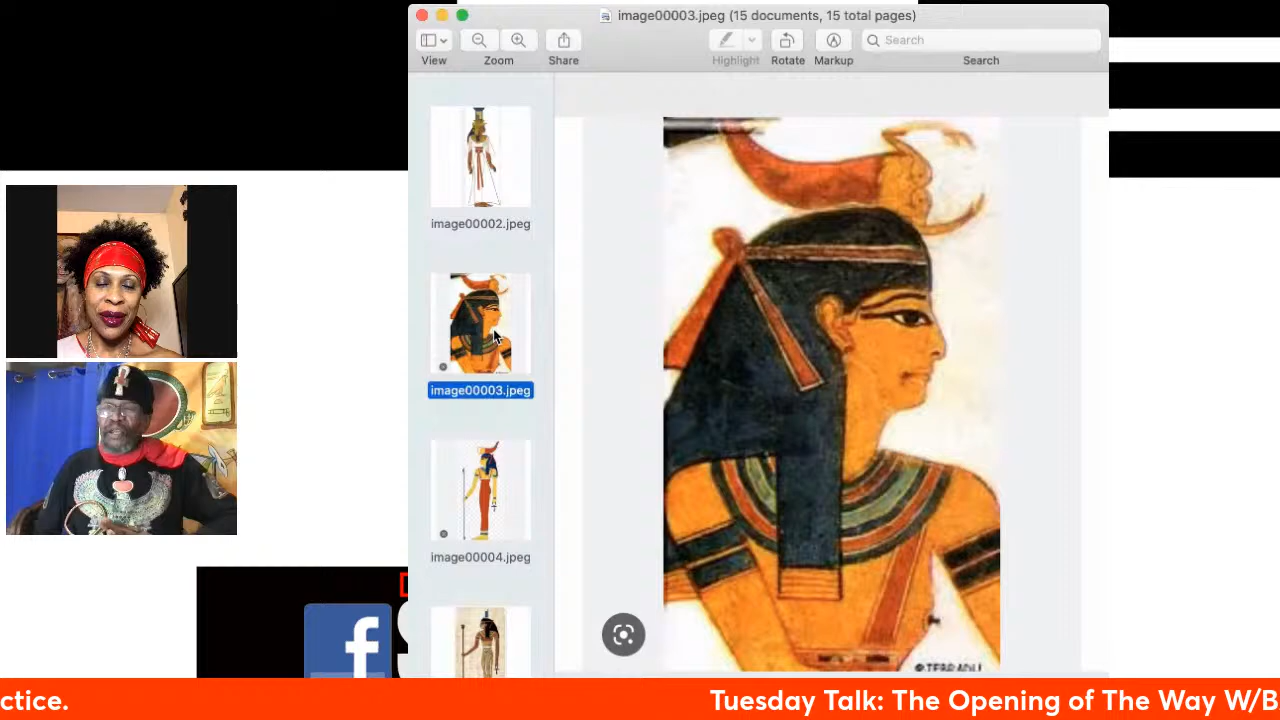 image00003.jpeg (15 documents, 15 total pages)
View
Zoom
Share
Highlight
Rotate
Markup
Search
Search
image00002.jpeg
image00003.jpeg
image00004.jpeg
f
ctice.
Tuesday Talk: The Opening of The Way W/B